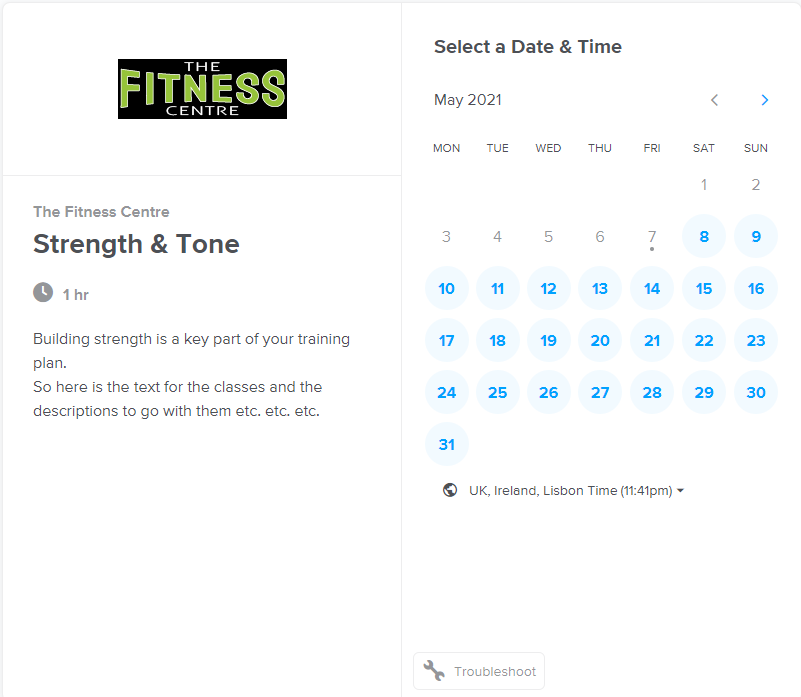 THE
FITNESS
CENTRE
The Fitness Centre
Strength & Tone
1 hr
Building strength is a key part of your training
plan.
So here is the text for the classes and the
descriptions to go with them etc. etc. etc.
Select a Date & Time
May 2021
MON TUE WED THU FRI SAT SUN
1 2
3 4 5 6 7 8 9
10 11 12 13 14 15 16
17 18 19 20 21 22 23
24 25 26 27 28 29 30
31
UK, Ireland, Lisbon Time (11:41pm)
Troubleshoot